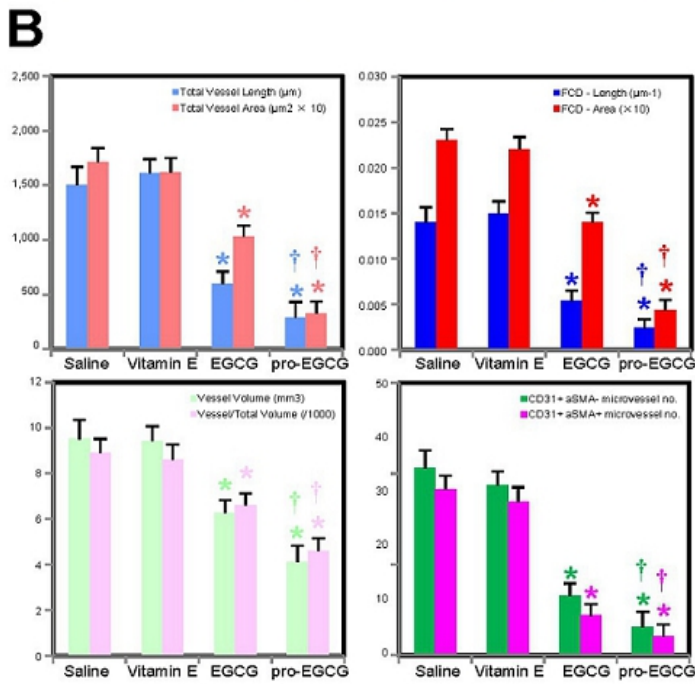 B
2,500
2,000
1,500
1,000
500
0
Total Vessel Length (µm)
Total Vessel Area (µm2 × 10)
* * † * † *
Saline Vitamin E EGCG pro-EGCG
0.030
0.025
0.020
0.015
0.010
0.005
0.000
FCD - Length (µm-1)
FCD - Area (×10)
* * † * † *
Saline Vitamin E EGCG pro-EGCG
12
10
8
6
4
2
0
Vessel Volume (mm3)
Vessel/Total Volume (/1000)
* * † * † *
Saline Vitamin E EGCG pro-EGCG
50
40
30
20
10
0
CD31+ aSMA- microvessel no.
CD31+ aSMA+ microvessel no.
* * † * † *
Saline Vitamin E EGCG pro-EGCG